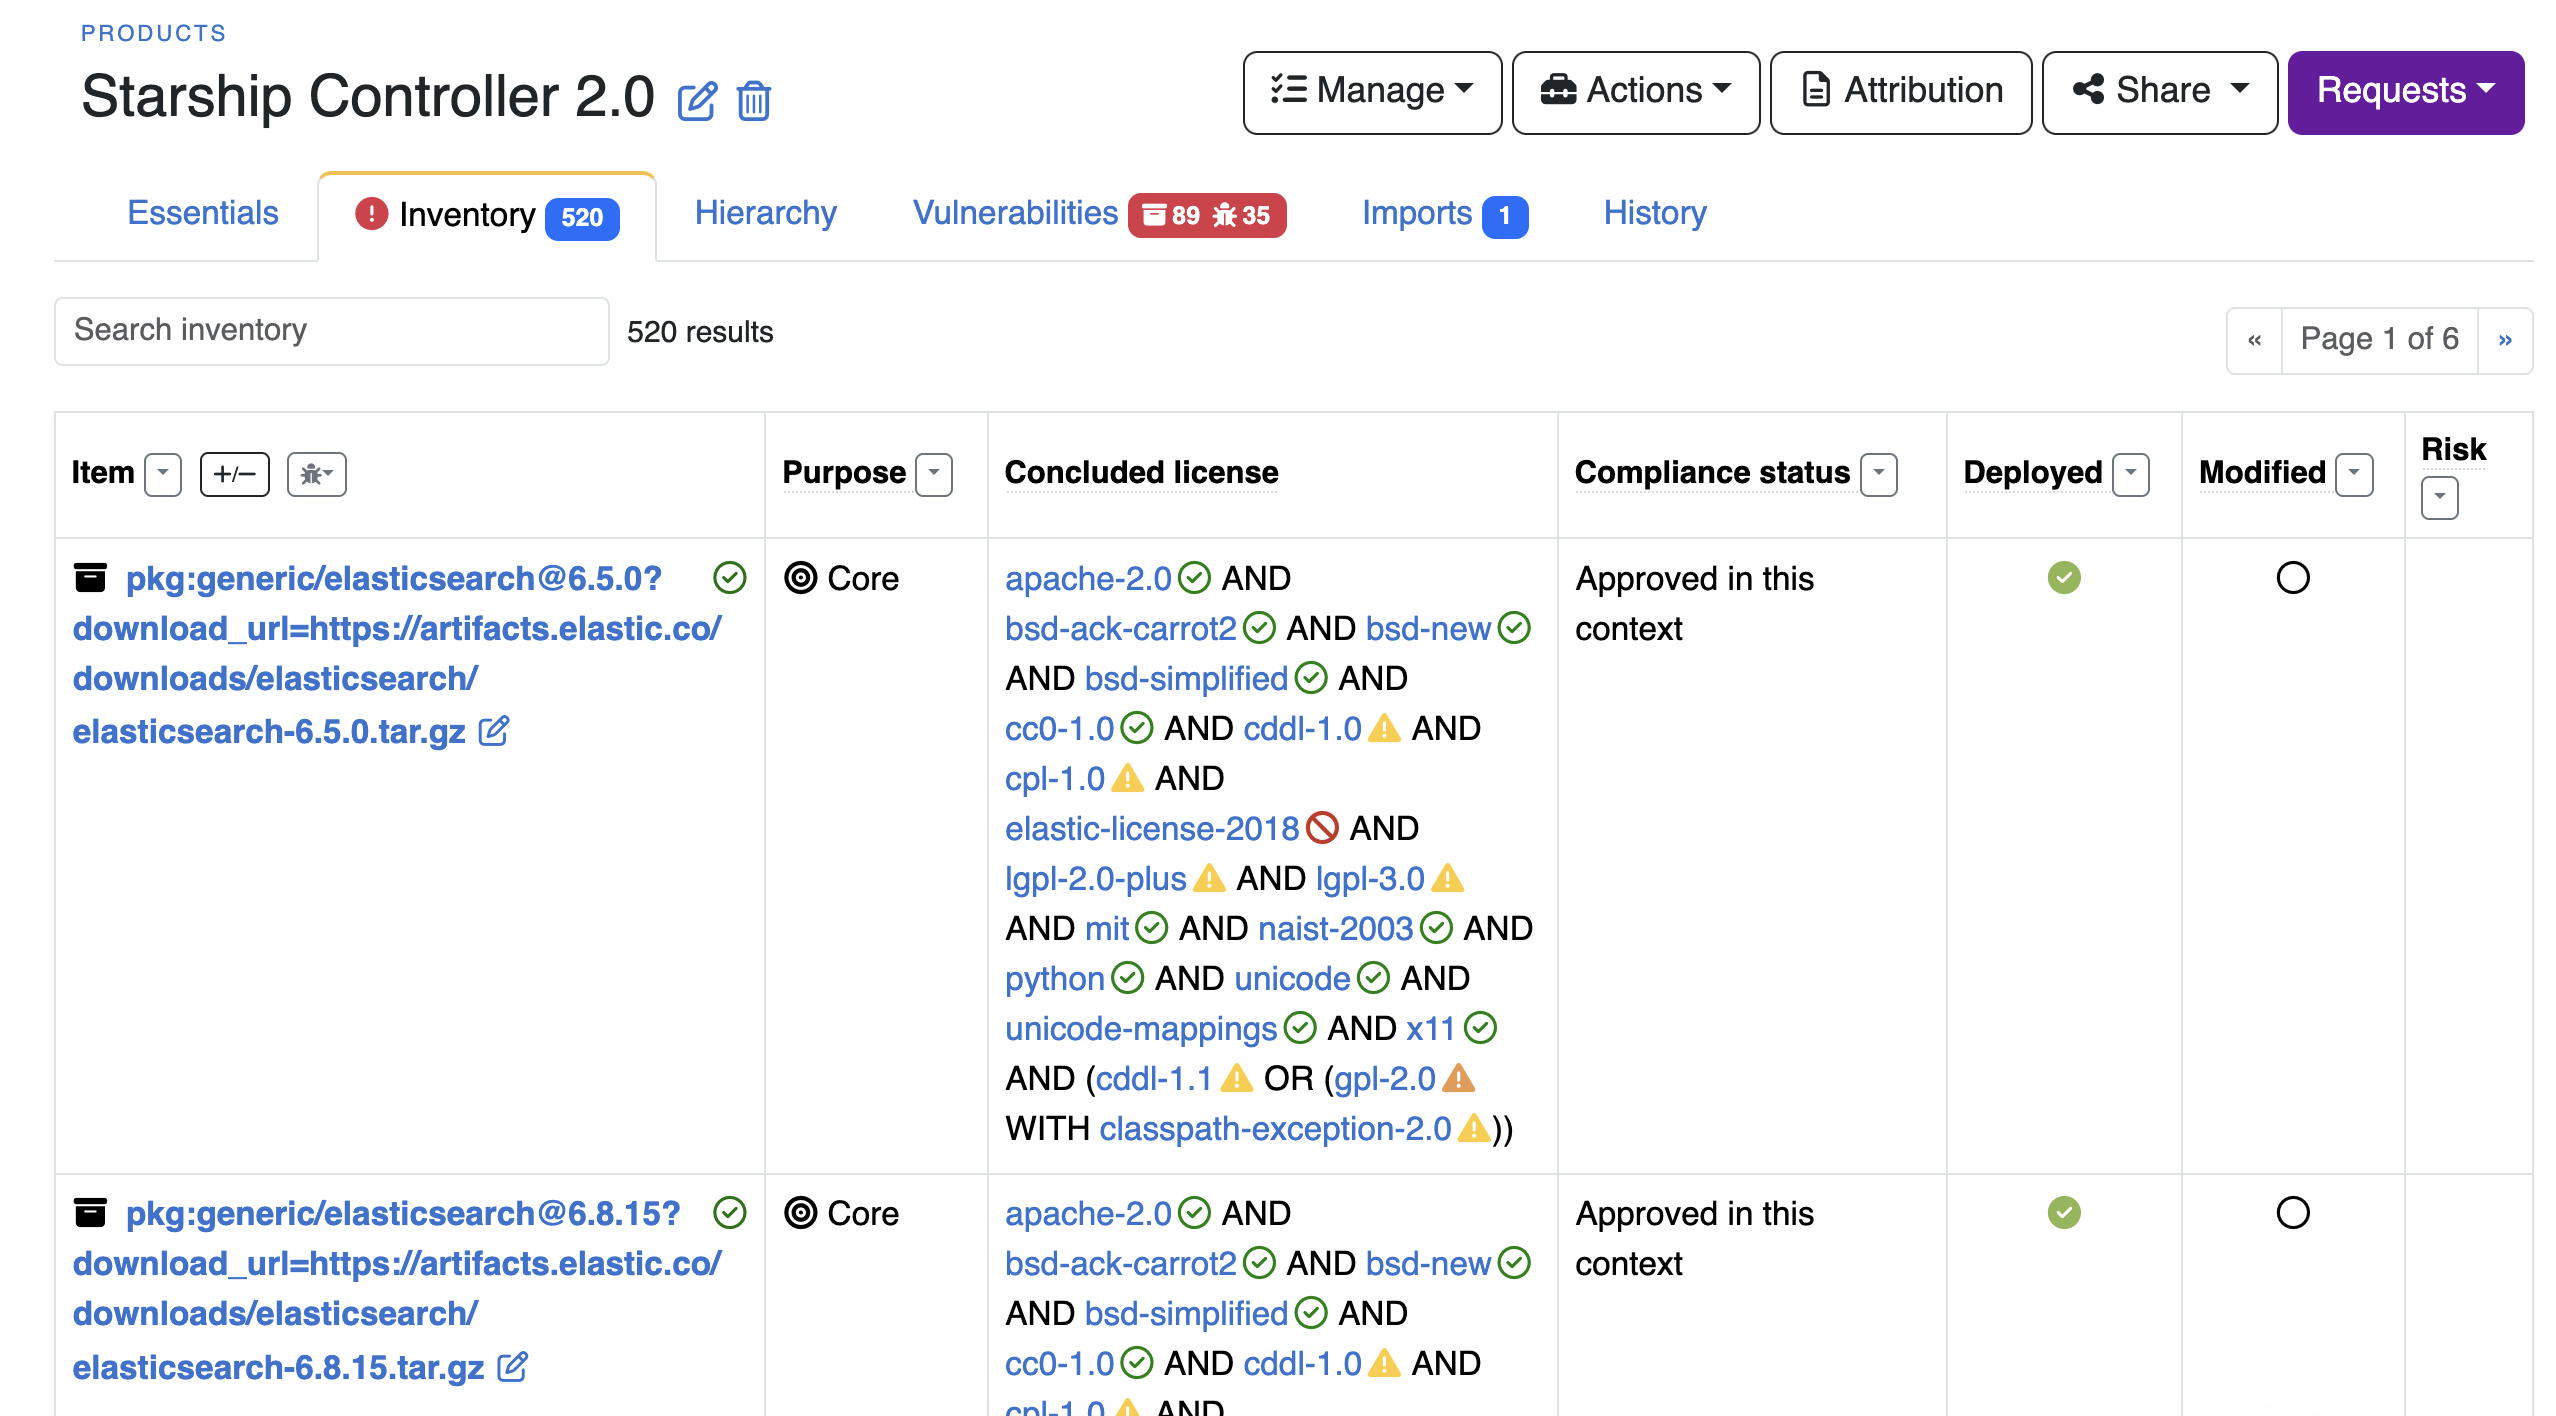 PRODUCTS
Starship Controller 2.0
Manage
Actions
Attribution
Share
Requests
Essentials
Inventory 520
Hierarchy
Vulnerabilities 89 35
Imports 1
History
Search inventory
520 results
« Page 1 of 6 »
Item +/−
Purpose
Concluded license
Compliance status
Deployed
Modified
Risk
pkg:generic/elasticsearch@6.5.0?
download_url=https://artifacts.elastic.co/
downloads/elasticsearch/
elasticsearch-6.5.0.tar.gz
Core
apache-2.0 AND
bsd-ack-carrot2 AND bsd-new
AND bsd-simplified AND
cc0-1.0 AND cddl-1.0 AND
cpl-1.0 AND
elastic-license-2018 AND
lgpl-2.0-plus AND lgpl-3.0
AND mit AND naist-2003 AND
python AND unicode AND
unicode-mappings AND x11
AND (cddl-1.1 OR (gpl-2.0
WITH classpath-exception-2.0))
Approved in this
context
pkg:generic/elasticsearch@6.8.15?
download_url=https://artifacts.elastic.co/
downloads/elasticsearch/
elasticsearch-6.8.15.tar.gz
Core
apache-2.0 AND
bsd-ack-carrot2 AND bsd-new
AND bsd-simplified AND
cc0-1.0 AND cddl-1.0 AND
cpl-1.0 AND
Approved in this
context